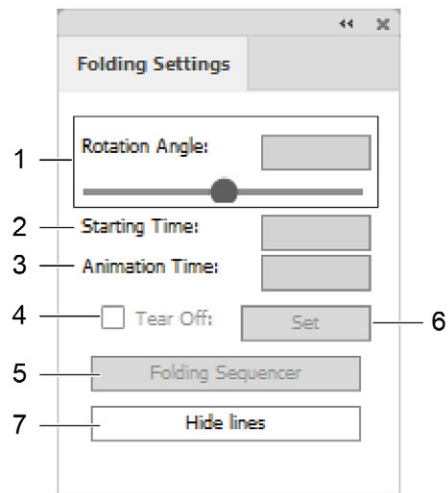 Folding Settings
1 Rotation Angle:
2 Starting Time:
3 Animation Time:
4 Tear Off: Set 6
5 Folding Sequencer
7 Hide lines